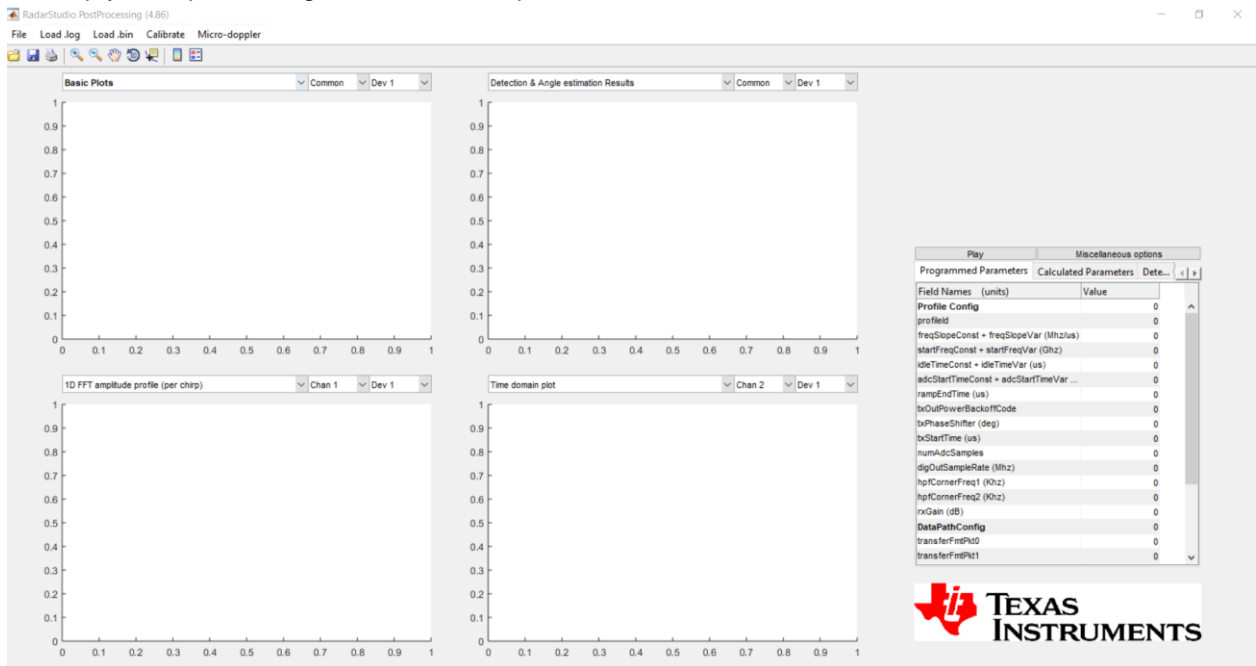 RadarStudio PostProcessing (4.86)
File Load .log Load .bin Calibrate Micro-doppler
Basic Plots Common Dev 1
1
0.9
0.8
0.7
0.6
0.5
0.4
0.3
0.2
0.1
0
0 0.1 0.2 0.3 0.4 0.5 0.6 0.7 0.8 0.9 1
Detection & Angle estimation Results Common Dev 1
1
0.9
0.8
0.7
0.6
0.5
0.4
0.3
0.2
0.1
0
0 0.1 0.2 0.3 0.4 0.5 0.6 0.7 0.8 0.9 1
1D FFT amplitude profile (per chirp) Chan 1 Dev 1
1
0.9
0.8
0.7
0.6
0.5
0.4
0.3
0.2
0.1
0
0 0.1 0.2 0.3 0.4 0.5 0.6 0.7 0.8 0.9 1
Time domain plot Chan 2 Dev 1
1
0.9
0.8
0.7
0.6
0.5
0.4
0.3
0.2
0.1
0
0 0.1 0.2 0.3 0.4 0.5 0.6 0.7 0.8 0.9 1
Play Miscellaneous options
Programmed Parameters Calculated Parameters Dete...
Field Names (units) Value
Profile Config 0
profileId 0
freqSlopeConst + freqSlopeVar (Mhz/us) 0
startFreqConst + startFreqVar (Ghz) 0
idleTimeConst + idleTimeVar (us) 0
adcStartTimeConst + adcStartTimeVar ... 0
rampEndTime (us) 0
txOutPowerBackoffCode 0
txPhaseShifter (deg) 0
txStartTime (us) 0
numAdcSamples 0
digOutSampleRate (Mhz) 0
hpfCornerFreq1 (Khz) 0
hpfCornerFreq2 (Khz) 0
rxGain (dB) 0
DataPathConfig 0
transferFmtPkt0 0
transferFmtPkt1 0
TEXAS
INSTRUMENTS